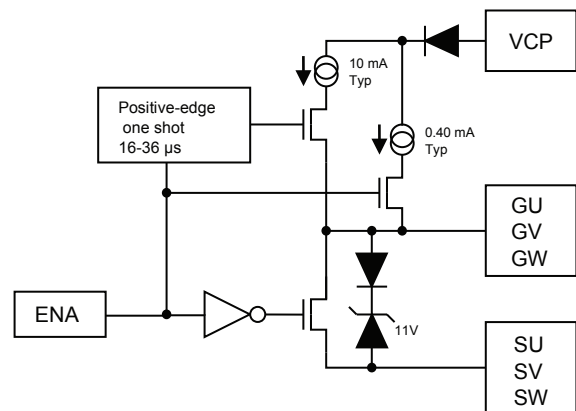 VCP
10 mA
Typ
Positive-edge
one shot
16-36 µs
0.40 mA
Typ
GU
GV
GW
ENA
11V
SU
SV
SW